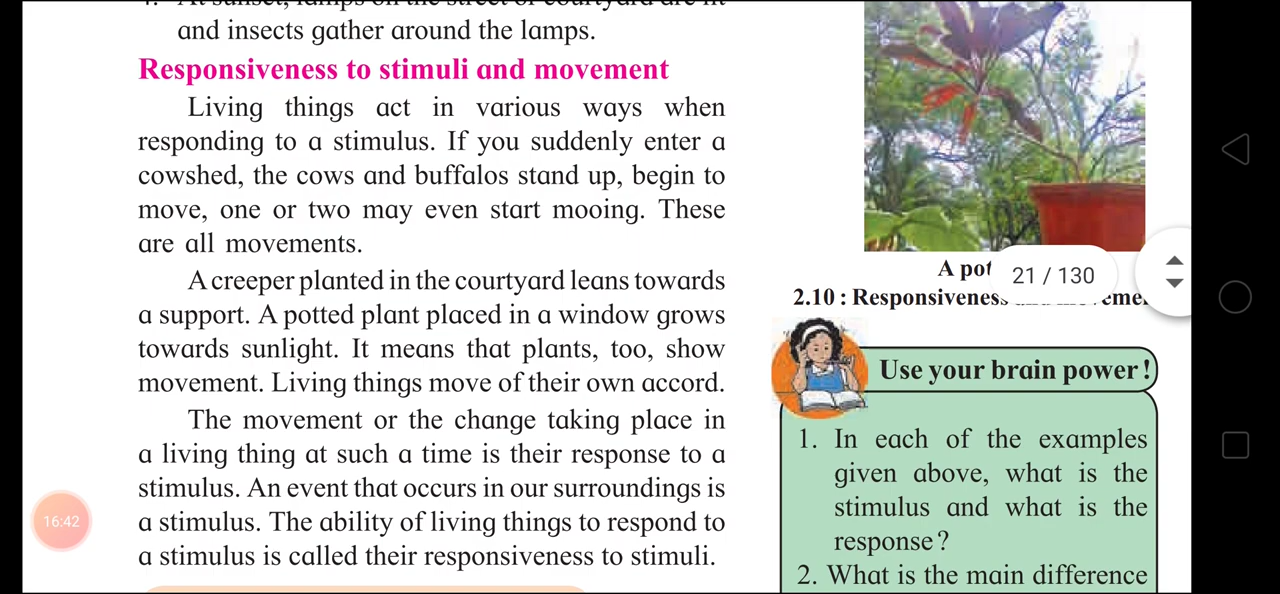 and insects gather around the lamps.
Responsiveness to stimuli and movement
Living things act in various ways when
responding to a stimulus. If you suddenly enter a
cowshed, the cows and buffalos stand up, begin to
move, one or two may even start mooing. These
are all movements.
A creeper planted in the courtyard leans towards
a support. A potted plant placed in a window grows
towards sunlight. It means that plants, too, show
movement. Living things move of their own accord.
The movement or the change taking place in
a living thing at such a time is their response to a
stimulus. An event that occurs in our surroundings is
a stimulus. The ability of living things to respond to
a stimulus is called their responsiveness to stimuli.
16:42
A pot
21 / 130
2.10 : Responsiveness
Use your brain power !
1. In each of the examples
given above, what is the
stimulus and what is the
response?
2. What is the main difference